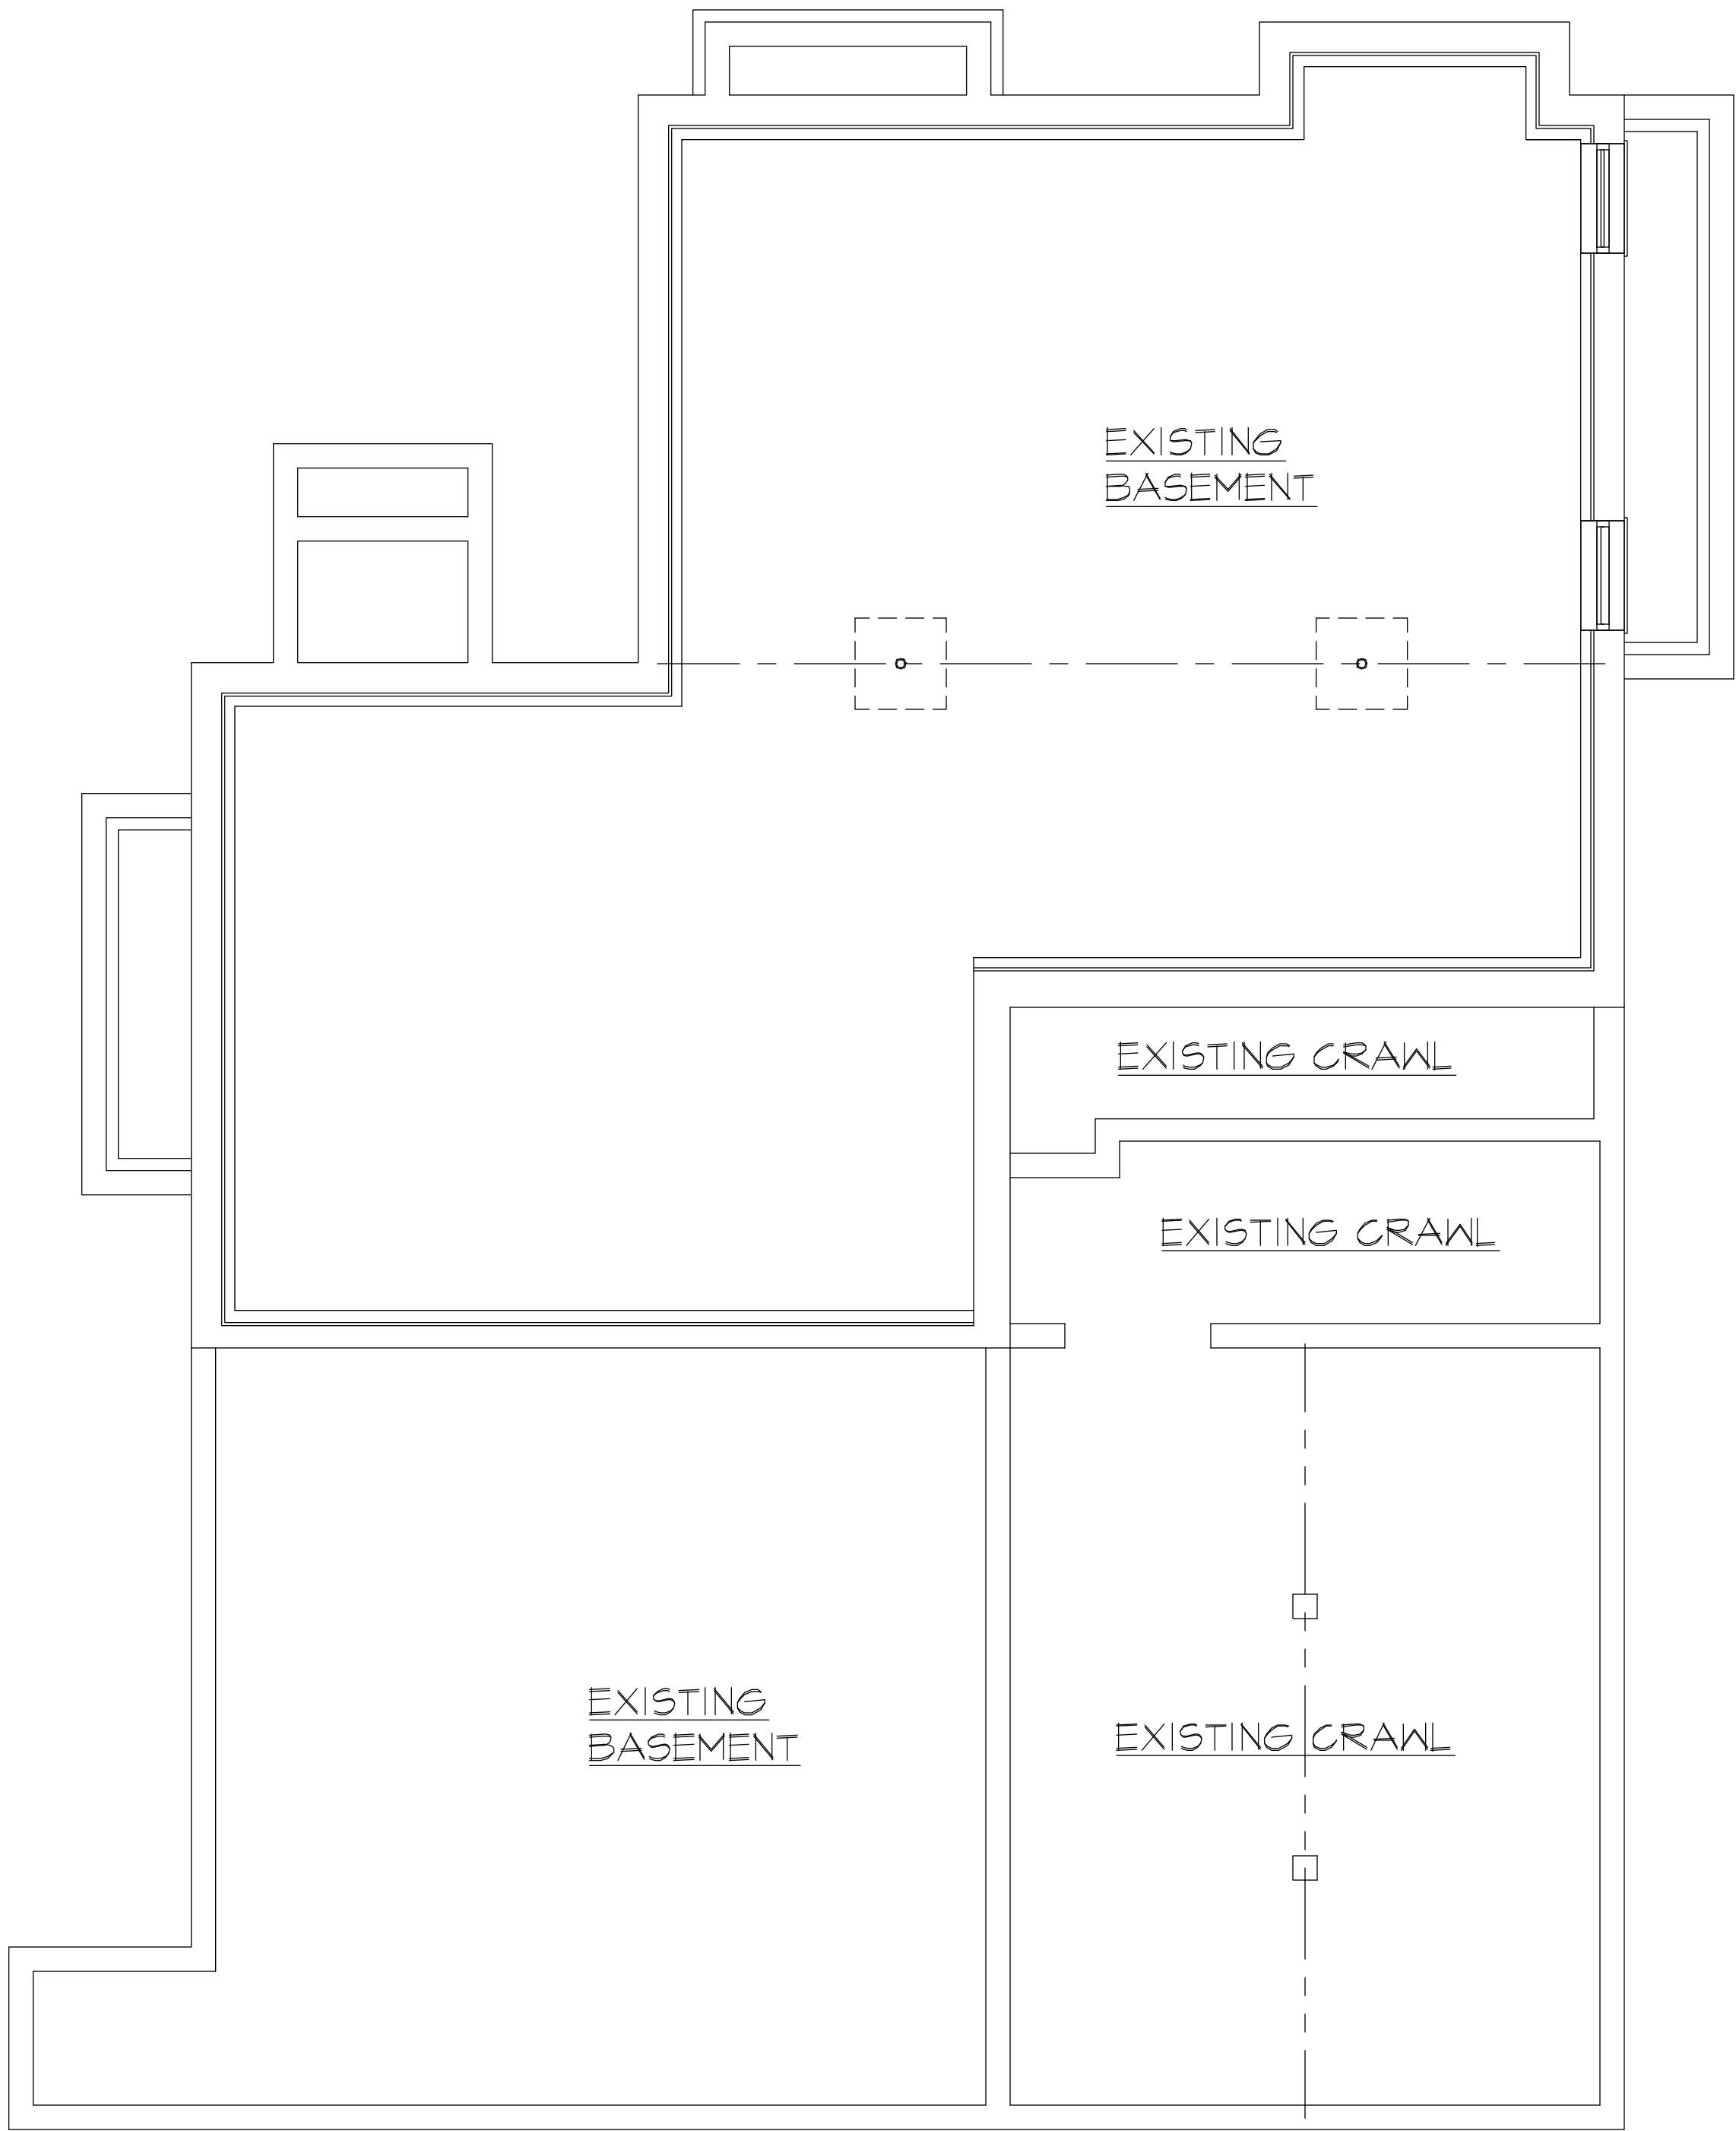 EXISTING
BASEMENT
EXISTING CRAWL
EXISTING CRAWL
EXISTING
BASEMENT
EXISTING CRAWL